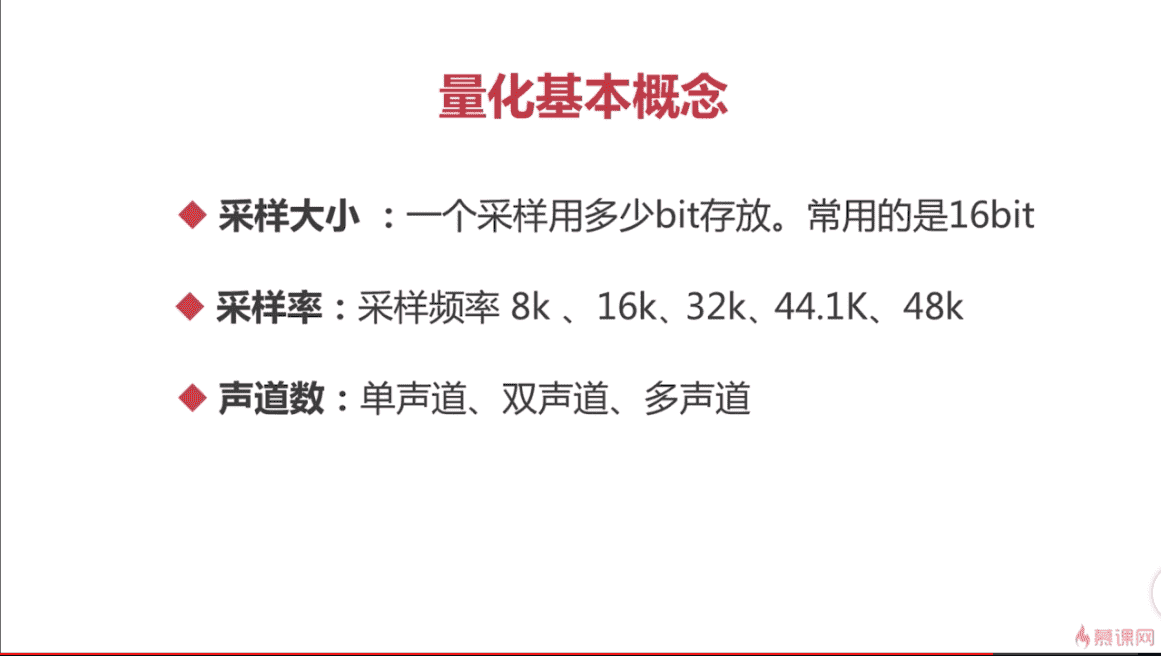 量化基本概念
采样大小 ：一个采样用多少bit存放。常用的是16bit
采样率：采样频率 8k 、16k、32k、44.1K、48k
声道数：单声道、双声道、多声道
慕课网